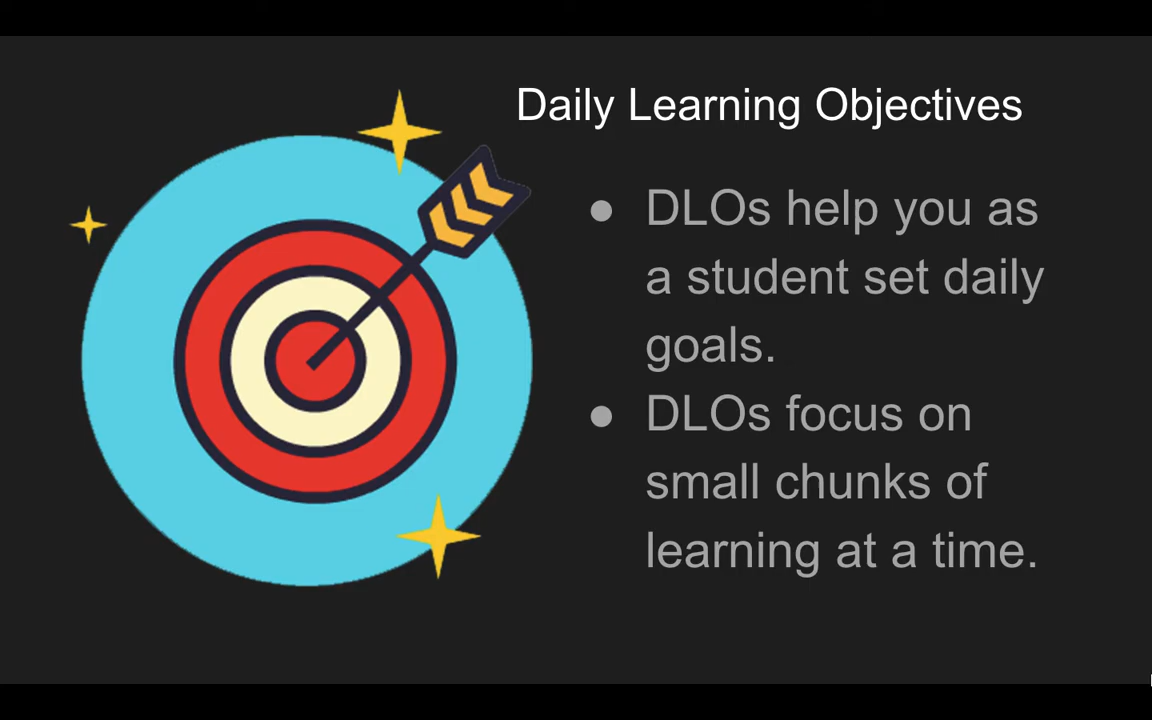 Daily Learning Objectives
● DLOs help you as
a student set daily
goals.
● DLOs focus on
small chunks of
learning at a time.